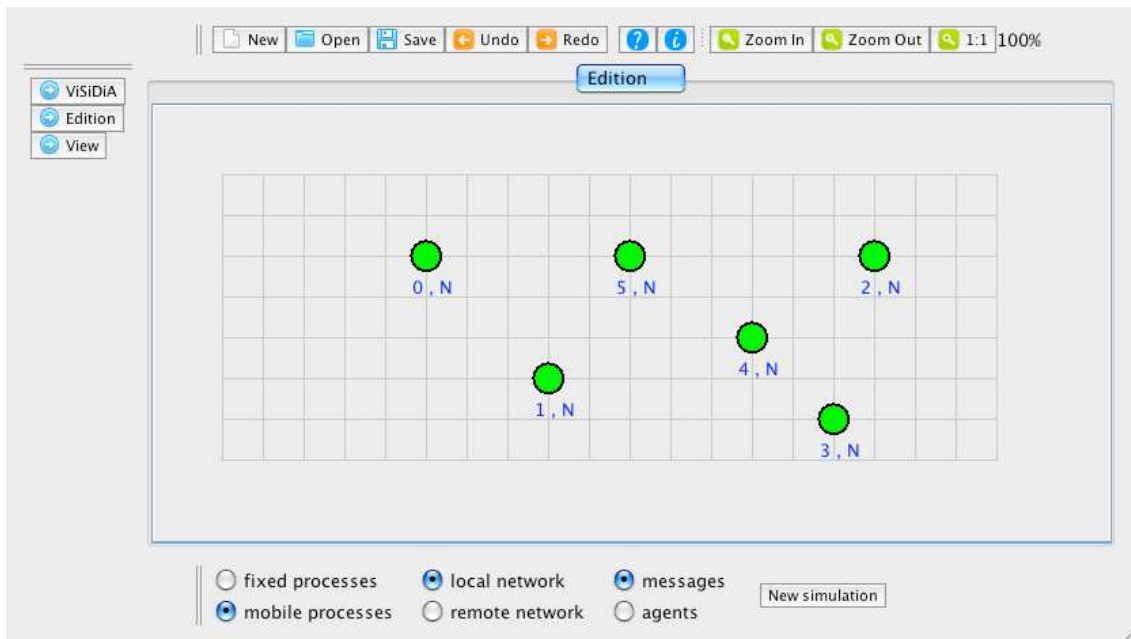 New Open Save Undo Redo ? i Zoom In Zoom Out 1:1 100%
Edition
ViSiDiA
Edition
View
0 , N 5 , N 2 , N
4 , N
1 , N
3 , N
fixed processes local network messages
New simulation
mobile processes remote network agents